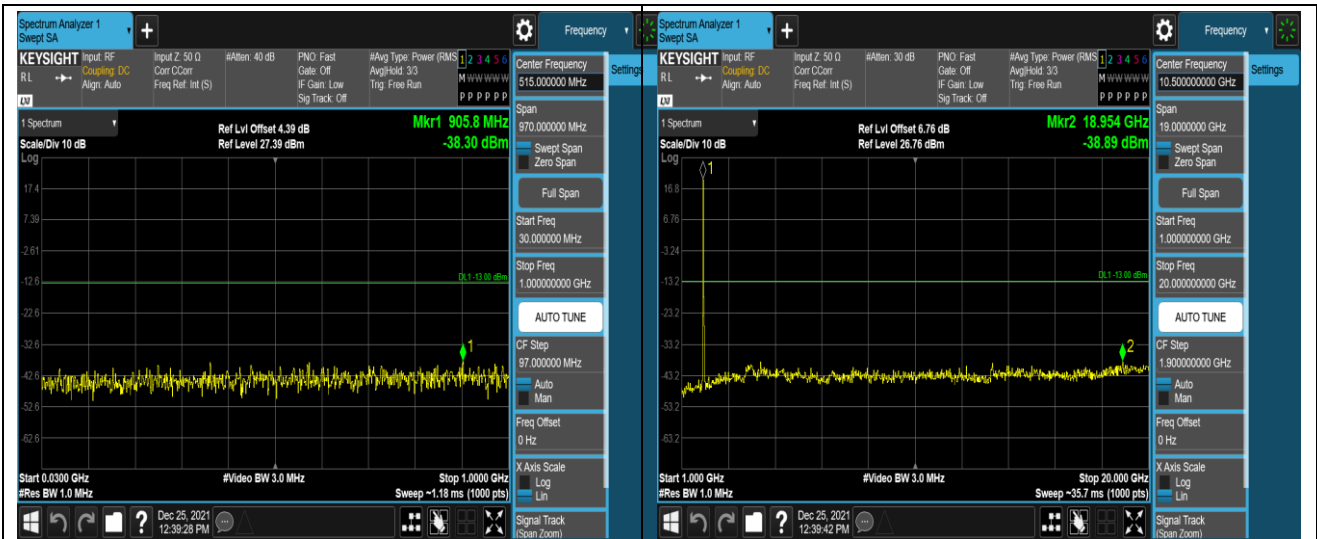 Spectrum Analyzer 1
Swept SA
+
Frequency
KEYSIGHT
RL
LXI
Input: RF
Coupling: DC
Align: Auto
Input Z: 50 Ω
Corr CCorr
Freq Ref: Int (S)
#Atten: 40 dB
PNO: Fast
Gate: Off
IF Gain: Low
Sig Track: Off
#Avg Type: Power (RMS
Avg|Hold: 3/3
Trig: Free Run
1 2 3 4 5 6
M W W W W W
P P P P P P
Center Frequency
515.000000 MHz
Settings
1 Spectrum
Scale/Div 10 dB
Log
Ref Lvl Offset 4.39 dB
Ref Level 27.39 dBm
Mkr1 905.8 MHz
-38.30 dBm
17.4
7.39
-2.61
-12.6
-22.6
-32.6
-42.6
-52.6
-62.6
DL1 -13.00 dBm
1
Start 0.0300 GHz
#Res BW 1.0 MHz
#Video BW 3.0 MHz
Stop 1.0000 GHz
Sweep ~1.18 ms (1000 pts)
Span
970.000000 MHz
Swept Span
Zero Span
Full Span
Start Freq
30.000000 MHz
Stop Freq
1.000000000 GHz
AUTO TUNE
CF Step
97.000000 MHz
Auto
Man
Freq Offset
0 Hz
X Axis Scale
Log
Lin
Signal Track
(Span Zoom)
?
Dec 25, 2021
12:39:28 PM
Spectrum Analyzer 1
Swept SA
+
Frequency
KEYSIGHT
RL
LXI
Input: RF
Coupling: DC
Align: Auto
Input Z: 50 Ω
Corr CCorr
Freq Ref: Int (S)
#Atten: 30 dB
PNO: Fast
Gate: Off
IF Gain: Low
Sig Track: Off
#Avg Type: Power (RMS
Avg|Hold: 3/3
Trig: Free Run
1 2 3 4 5 6
M W W W W W
P P P P P P
Center Frequency
10.500000000 GHz
Settings
1 Spectrum
Scale/Div 10 dB
Log
Ref Lvl Offset 6.76 dB
Ref Level 26.76 dBm
Mkr2 18.954 GHz
-38.89 dBm
1
16.8
6.76
-3.24
-13.2
-23.2
-33.2
-43.2
-53.2
-63.2
DL1 -13.00 dBm
2
Start 1.000 GHz
#Res BW 1.0 MHz
#Video BW 3.0 MHz
Stop 20.000 GHz
Sweep ~35.7 ms (1000 pts)
Span
19.0000000 GHz
Swept Span
Zero Span
Full Span
Start Freq
1.000000000 GHz
Stop Freq
20.000000000 GHz
AUTO TUNE
CF Step
1.900000000 GHz
Auto
Man
Freq Offset
0 Hz
X Axis Scale
Log
Lin
Signal Track
(Span Zoom)
?
Dec 25, 2021
12:39:42 PM